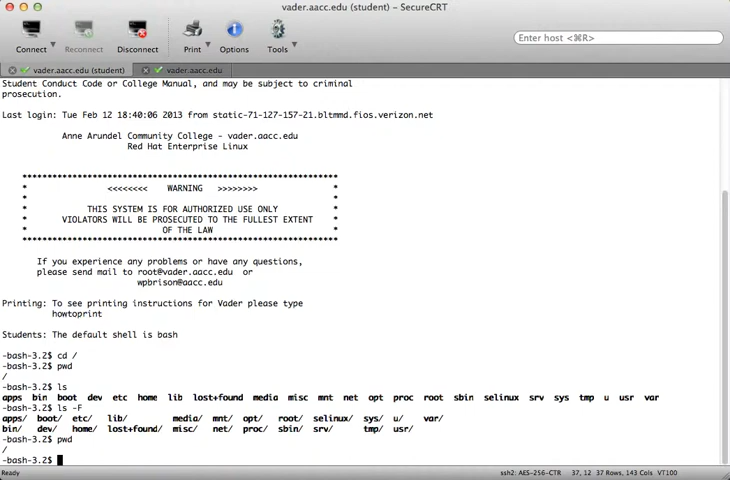 vader.aacc.edu (student) – SecureCRT
Connect Reconnect Disconnect Print Options Tools Enter host <⌘R>
vader.aacc.edu (student) vader.aacc.edu
Student Conduct Code or College Manual, and may be subject to criminal
prosecution.
Last login: Tue Feb 12 18:40:06 2013 from static-71-127-157-21.bltmmd.fios.verizon.net
Anne Arundel Community College - vader.aacc.edu
Red Hat Enterprise Linux
***************************************************************
* <<<<<<<< WARNING >>>>>>>> *
* *
* THIS SYSTEM IS FOR AUTHORIZED USE ONLY *
* VIOLATORS WILL BE PROSECUTED TO THE FULLEST EXTENT *
* OF THE LAW *
***************************************************************
If you experience any problems or have any questions,
please send mail to root@vader.aacc.edu or
wpbrison@aacc.edu
Printing: To see printing instructions for Vader please type
howtoprint
Students: The default shell is bash
-bash-3.2$ cd /
-bash-3.2$ pwd
/
-bash-3.2$ ls
apps bin boot dev etc home lib lost+found media misc mnt net opt proc root sbin selinux srv sys tmp u usr var
-bash-3.2$ ls -F
apps/ boot/ etc/ lib/ media/ mnt/ opt/ root/ selinux/ sys/ u/ var/
bin/ dev/ home/ lost+found/ misc/ net/ proc/ sbin/ srv/ tmp/ usr/
-bash-3.2$ pwd
/
-bash-3.2$
Ready ssh2: AES-256-CTR 37, 12 37 Rows, 143 Cols VT100